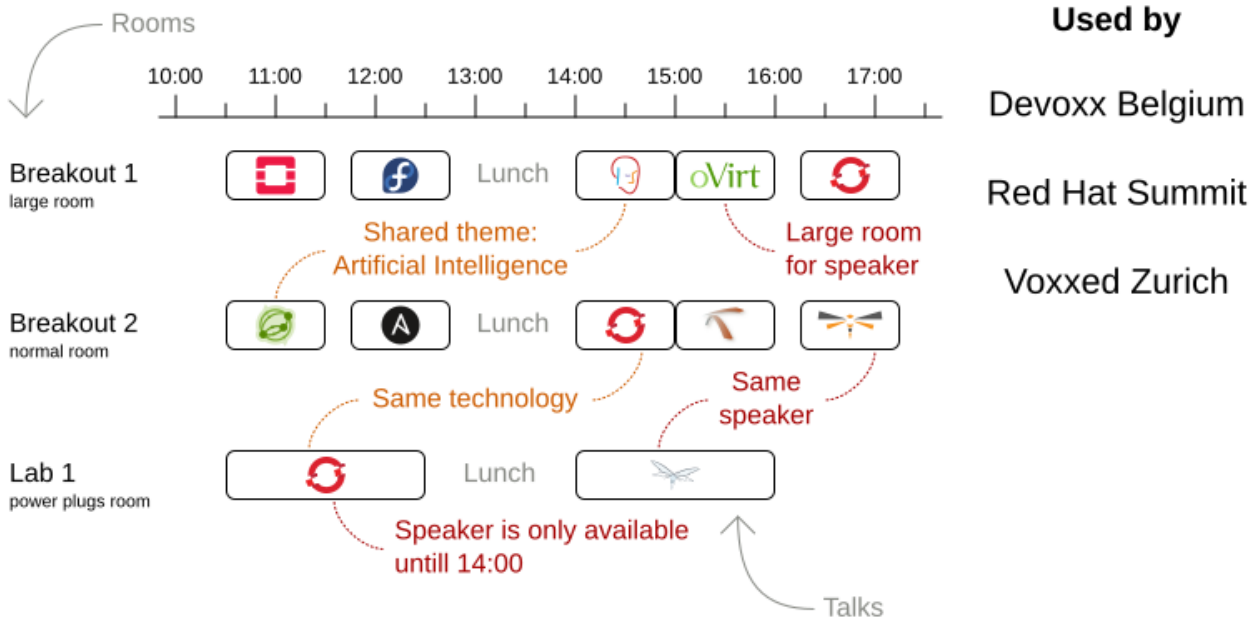 Rooms
Used by
10:00 11:00 12:00 13:00 14:00 15:00 16:00 17:00
Devoxx Belgium
Red Hat Summit
Voxxed Zurich
Breakout 1
large room
Lunch
oVirt
Shared theme:
Artificial Intelligence
Large room
for speaker
Breakout 2
normal room
Lunch
Same technology
Same
speaker
Lab 1
power plugs room
Lunch
Speaker is only available
untill 14:00
Talks